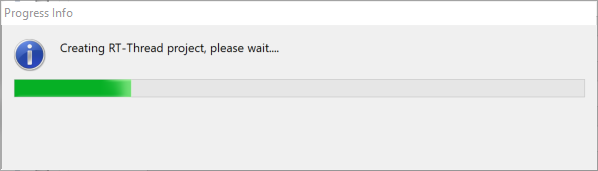 Progress Info
Creating RT-Thread project, please wait....